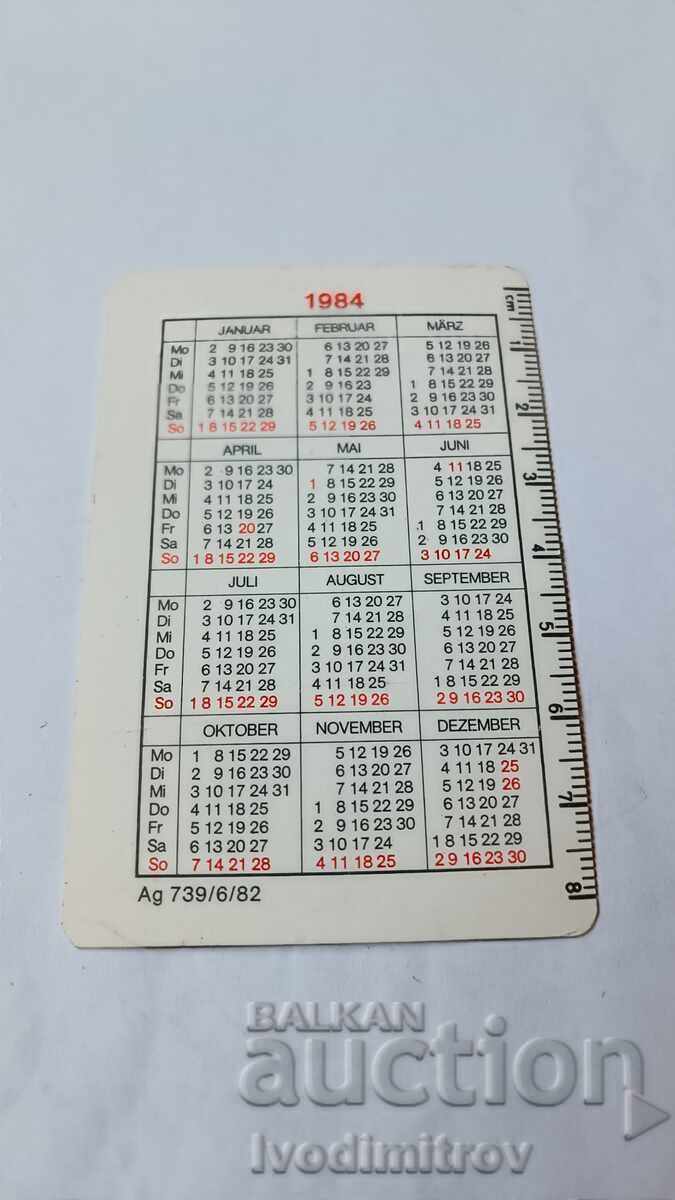 1984
JANUAR FEBRUAR MÄRZ
Mo 2 9 16 23 30 6 13 20 27 5 12 19 26
Di 3 10 17 24 31 7 14 21 28 6 13 20 27
Mi 4 11 18 25 1 8 15 22 29 7 14 21 28
Do 5 12 19 26 2 9 16 23 1 8 15 22 29
Fr 6 13 20 27 3 10 17 24 2 9 16 23 30
Sa 7 14 21 28 4 11 18 25 3 10 17 24 31
So 1 8 15 22 29 5 12 19 26 4 11 18 25
APRIL MAI JUNI
Mo 2 9 16 23 30 7 14 21 28 4 11 18 25
Di 3 10 17 24 1 8 15 22 29 5 12 19 26
Mi 4 11 18 25 2 9 16 23 30 6 13 20 27
Do 5 12 19 26 3 10 17 24 31 7 14 21 28
Fr 6 13 20 27 4 11 18 25 1 8 15 22 29
Sa 7 14 21 28 5 12 19 26 2 9 16 23 30
So 1 8 15 22 29 6 13 20 27 3 10 17 24
JULI AUGUST SEPTEMBER
Mo 2 9 16 23 30 6 13 20 27 3 10 17 24
Di 3 10 17 24 31 7 14 21 28 4 11 18 25
Mi 4 11 18 25 1 8 15 22 29 5 12 19 26
Do 5 12 19 26 2 9 16 23 30 6 13 20 27
Fr 6 13 20 27 3 10 17 24 31 7 14 21 28
Sa 7 14 21 28 4 11 18 25 1 8 15 22 29
So 1 8 15 22 29 5 12 19 26 2 9 16 23 30
OKTOBER NOVEMBER DEZEMBER
Mo 1 8 15 22 29 5 12 19 26 3 10 17 24 31
Di 2 9 16 23 30 6 13 20 27 4 11 18 25
Mi 3 10 17 24 31 7 14 21 28 5 12 19 26
Do 4 11 18 25 1 8 15 22 29 6 13 20 27
Fr 5 12 19 26 2 9 16 23 30 7 14 21 28
Sa 6 13 20 27 3 10 17 24 1 8 15 22 29
So 7 14 21 28 4 11 18 25 2 9 16 23 30
Ag 739/6/82
cm 1 2 3 4 5 6 7 8
BALKAN
auction
Ivodimitrov